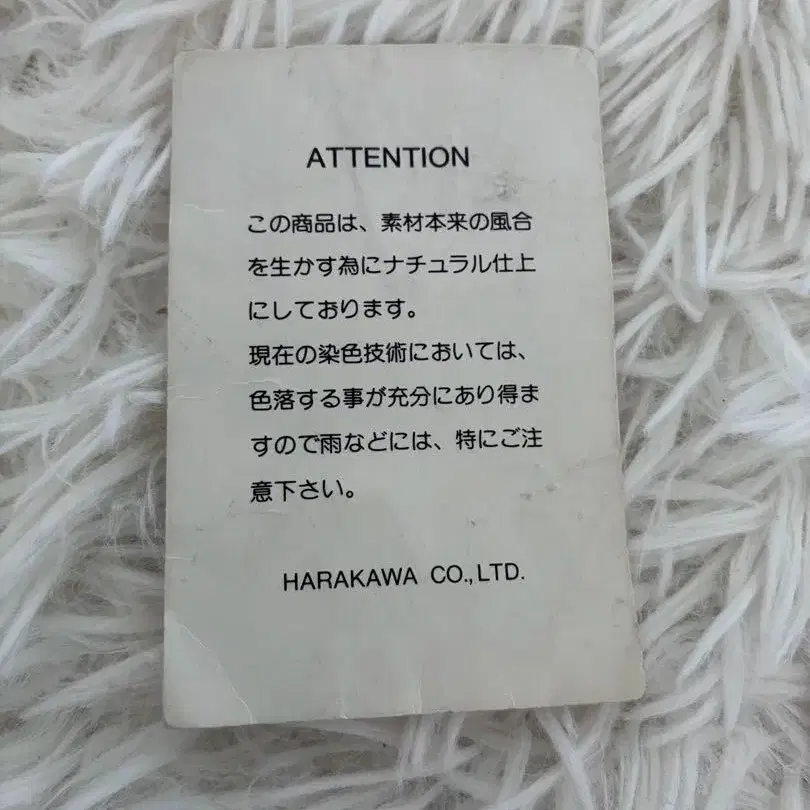 ATTENTION
この商品は、素材本来の風合
を生かす為にナチュラル仕上
にしております。
現在の染色技術においては、
色落する事が充分にあり得ま
すので雨などには、特にご注
意下さい。
HARAKAWA CO.,LTD.